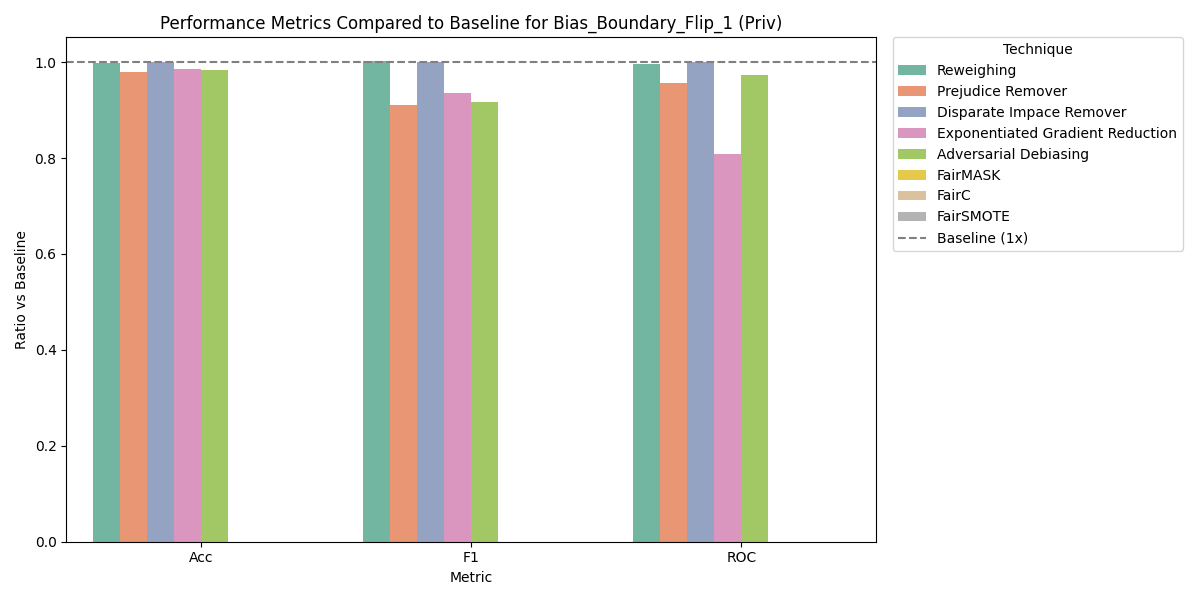 Performance Metrics Compared to Baseline for Bias_Boundary_Flip_1 (Priv)
Ratio vs Baseline
1.0
0.8
0.6
0.4
0.2
0.0
Acc
F1
ROC
Metric
Technique
Reweighing
Prejudice Remover
Disparate Impace Remover
Exponentiated Gradient Reduction
Adversarial Debiasing
FairMASK
FairC
FairSMOTE
Baseline (1x)